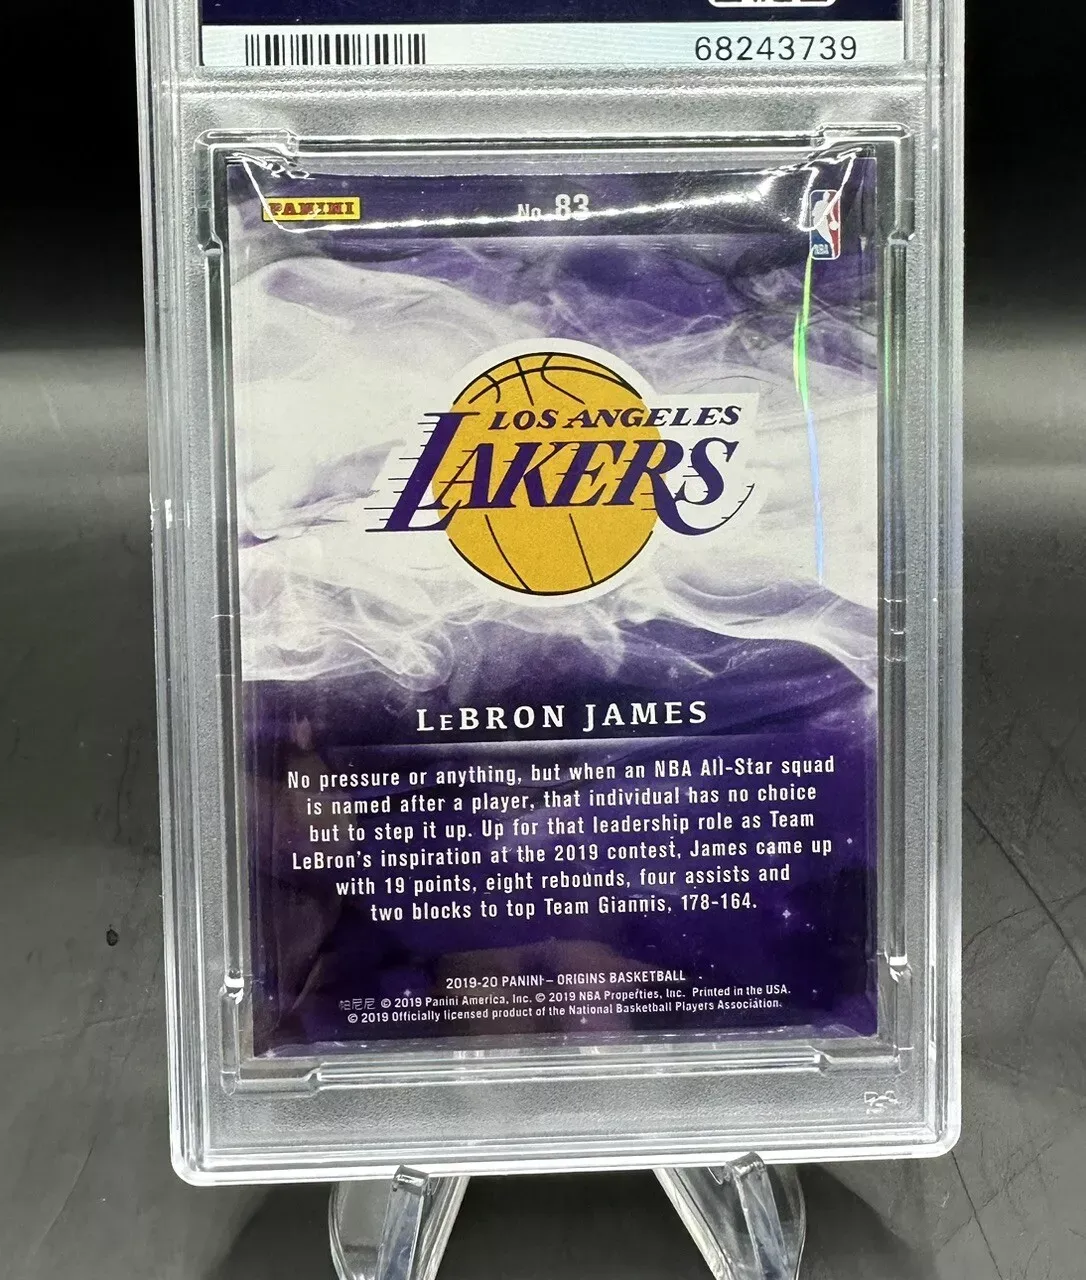 68243739
PANINI
No. 83
NBA
LOS ANGELES
LAKERS
LeBRON JAMES
No pressure or anything, but when an NBA All-Star squad
is named after a player, that individual has no choice
but to step it up. Up for that leadership role as Team
LeBron's inspiration at the 2019 contest, James came up
with 19 points, eight rebounds, four assists and
two blocks to top Team Giannis, 178-164.
2019-20 PANINI – ORIGINS BASKETBALL
帕尼尼 © 2019 Panini America, Inc. © 2019 NBA Properties, Inc. Printed in the USA.
© 2019 Officially licensed product of the National Basketball Players Association.
PSA